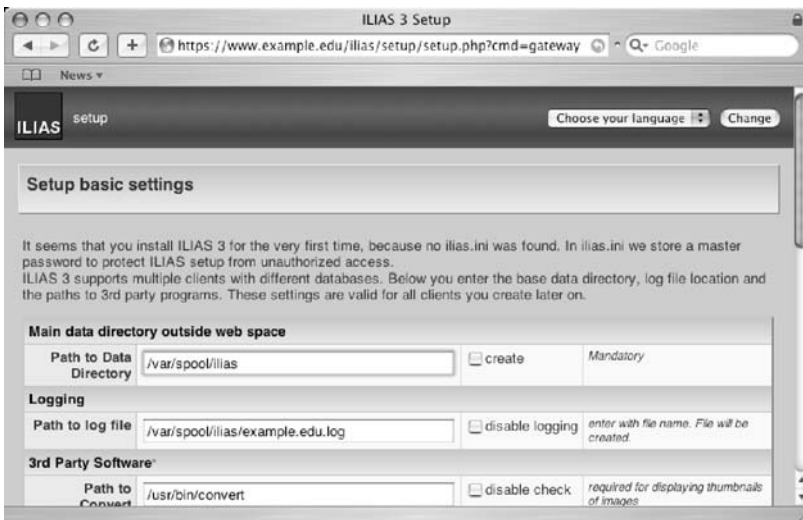 ILIAS 3 Setup
https://www.example.edu/ilias/setup/setup.php?cmd=gateway
Google
News
ILIAS
setup
Choose your language
Change
Setup basic settings
It seems that you install ILIAS 3 for the very first time, because no ilias.ini was found. In ilias.ini we store a master
password to protect ILIAS setup from unauthorized access.
ILIAS 3 supports multiple clients with different databases. Below you enter the base data directory, log file location and
the paths to 3rd party programs. These settings are valid for all clients you create later on.
Main data directory outside web space
Path to Data
Directory
/var/spool/ilias
create
Mandatory
Logging
Path to log file
/var/spool/ilias/example.edu.log
disable logging
enter with file name. File will be
created.
3rd Party Software*
Path to
Convert
/usr/bin/convert
disable check
required for displaying thumbnails
of images